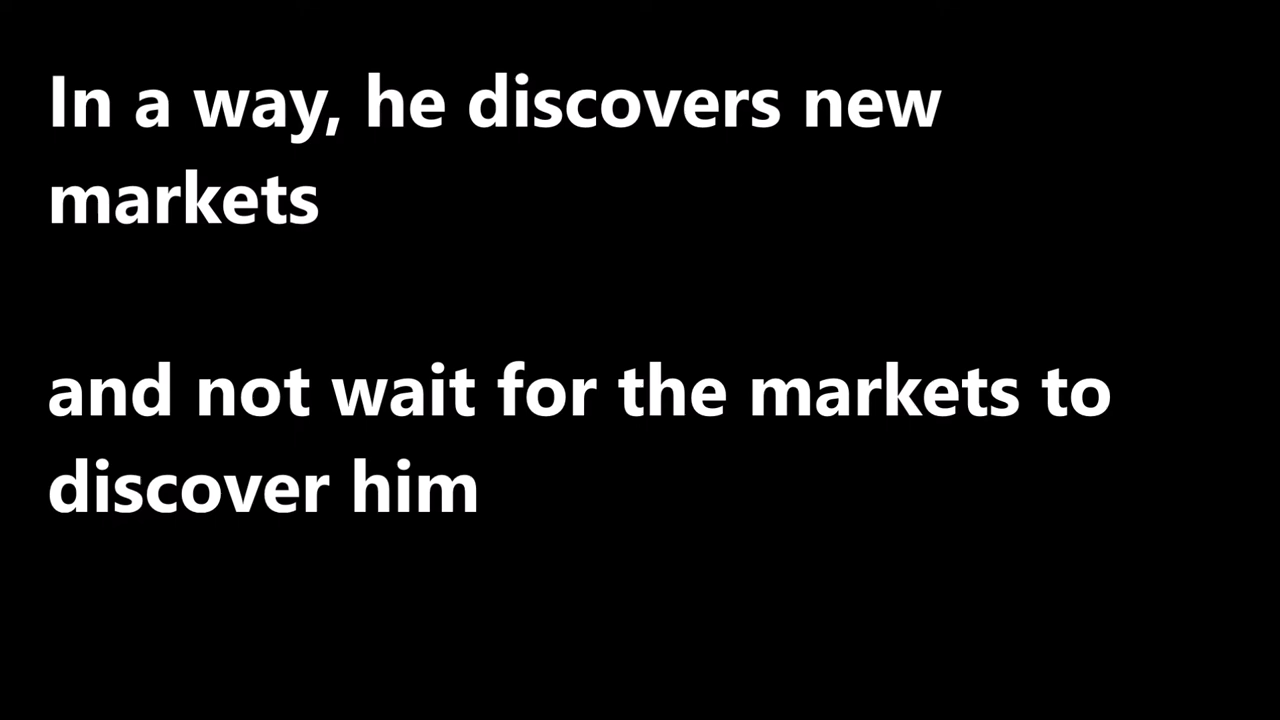 In a way, he discovers new
markets
and not wait for the markets to
discover him